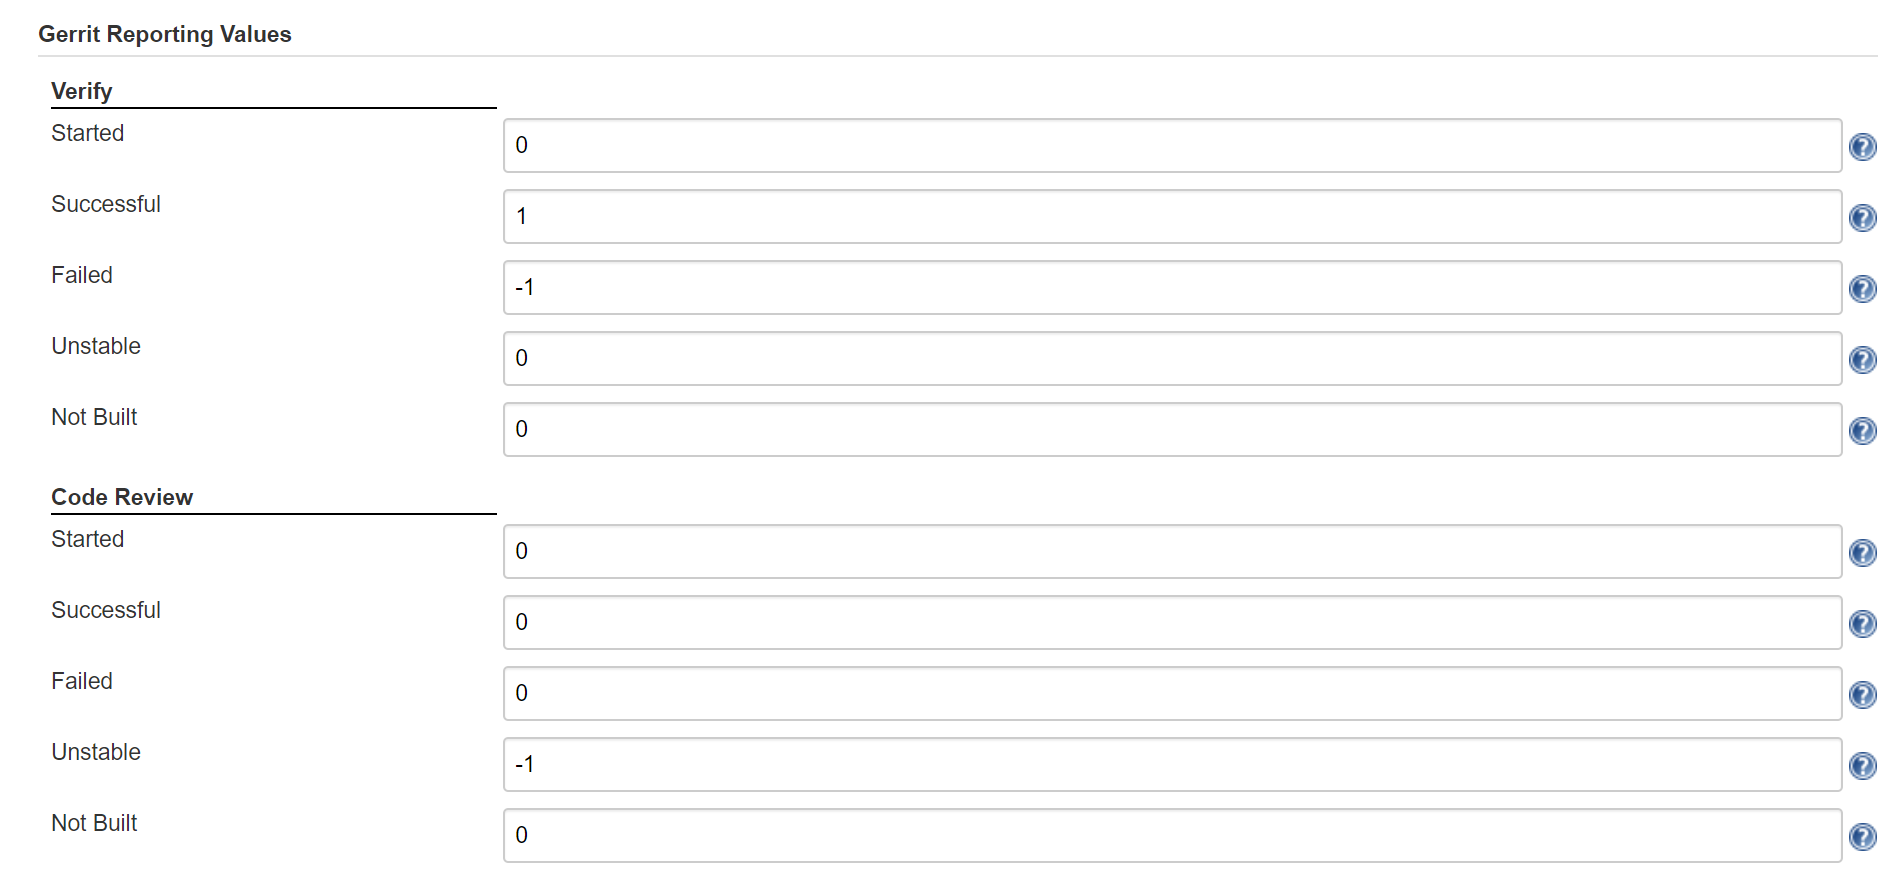 Gerrit Reporting Values
Verify
Started
0
Successful
1
Failed
-1
Unstable
0
Not Built
0
Code Review
Started
0
Successful
0
Failed
0
Unstable
-1
Not Built
0